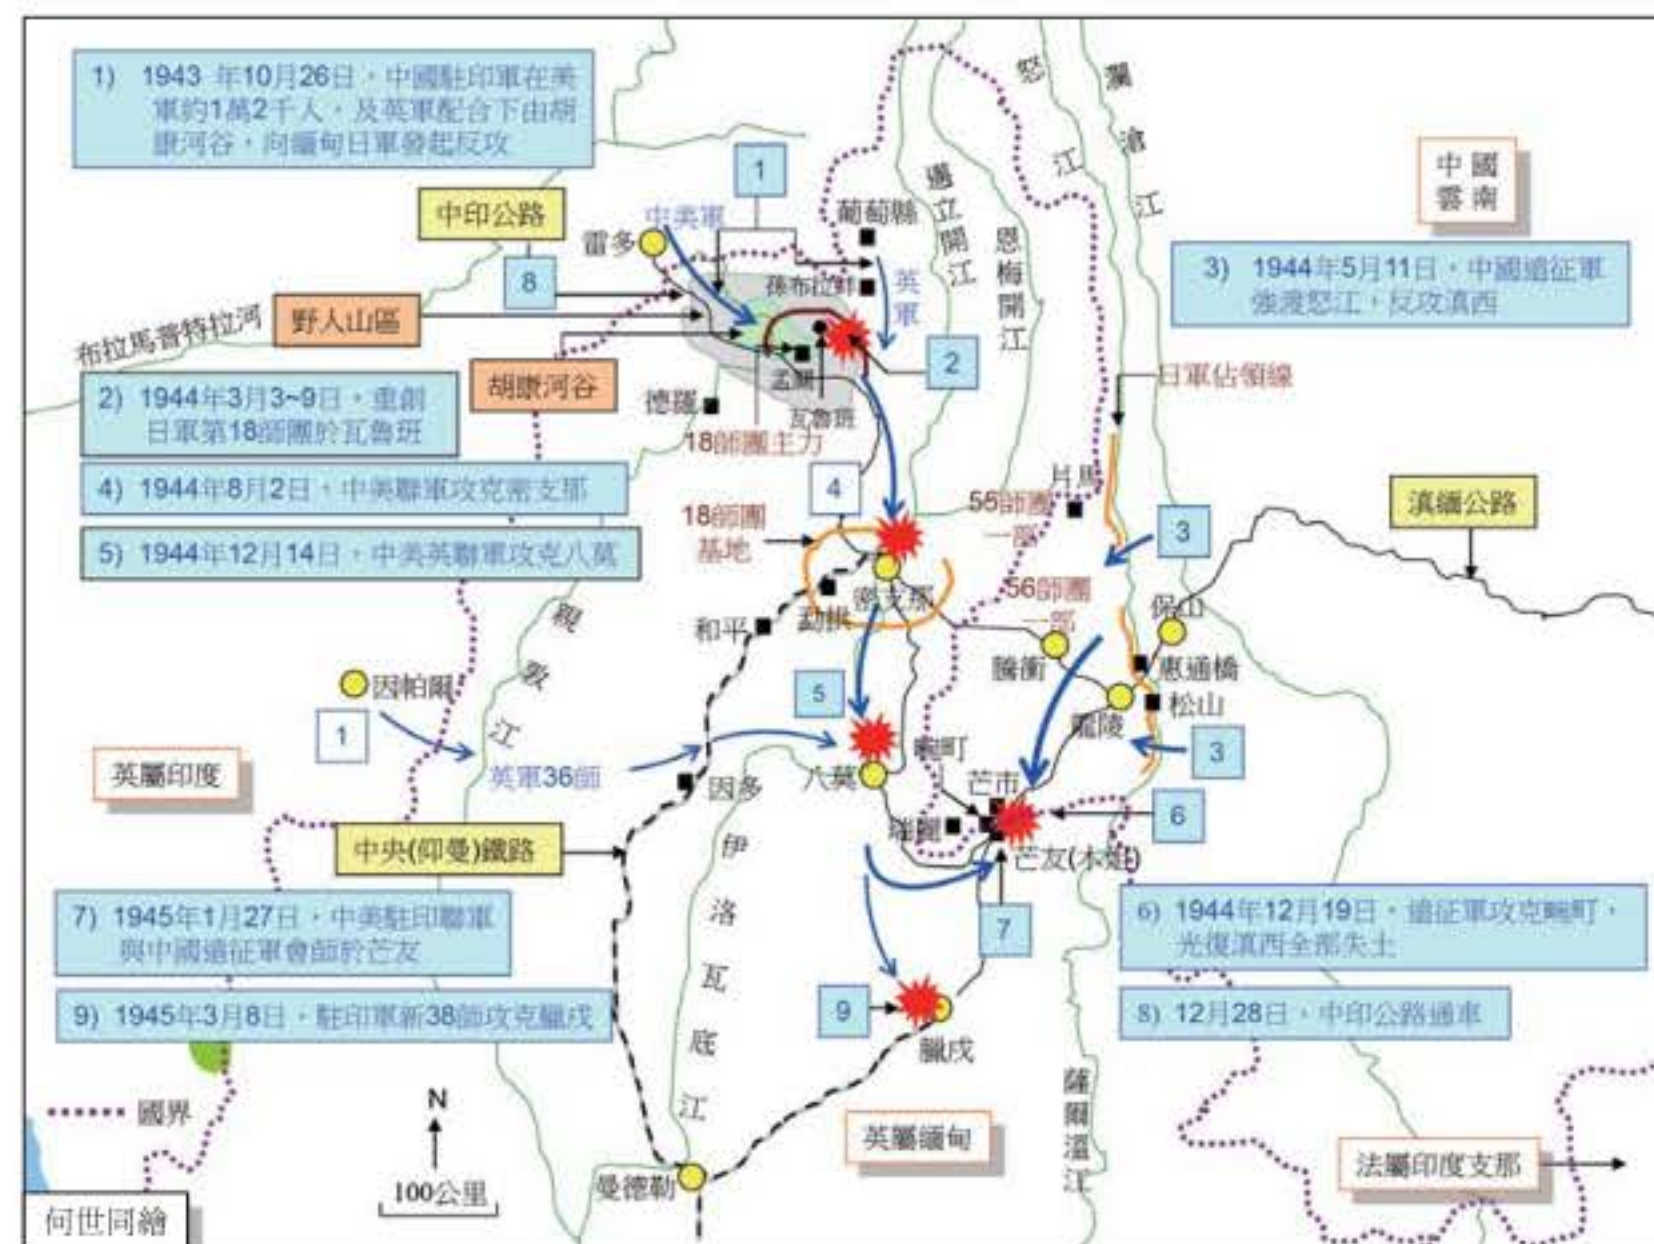 1) 1943 年10月26日，中國駐印軍在美
軍約1萬2千人，及英軍配合下由胡
康河谷，向緬甸日軍發起反攻
中印公路
雷多
中美軍
1
葡萄縣
8
孫布拉蚌
英軍
邁立開江
恩梅開江
怒江
瀾滄江
中國
雲南
3) 1944年5月11日，中國遠征軍
強渡怒江，反攻滇西
布拉馬普特拉河
野人山區
胡康河谷
孟關
瓦魯班
2
德羅
18師團主力
日軍佔領線
2) 1944年3月3~9日，重創
日軍第18師團於瓦魯班
4) 1944年8月2日，中美聯軍攻克密支那
5) 1944年12月14日，中美英聯軍攻克八莫
4
18師團
基地
密支那
勐拱
和平
55師團
一部
片馬
3
滇緬公路
56師團
一部
保山
騰衝
惠通橋
松山
龍陵
3
親敦江
因帕爾
1
英軍36師
英屬印度
5
八莫
因多
畹町
芒市
瑞麗
芒友(木姐)
6
中央(仰曼)鐵路
伊洛瓦底江
7) 1945年1月27日，中美駐印聯軍
與中國遠征軍會師於芒友
9) 1945年3月8日，駐印軍新38師攻克臘戍
7
6) 1944年12月19日，遠征軍攻克畹町，
光復滇西全部失土
8) 12月28日，中印公路通車
9
臘戍
薩爾溫江
國界
N
100公里
曼德勒
英屬緬甸
法屬印度支那
何世同繪